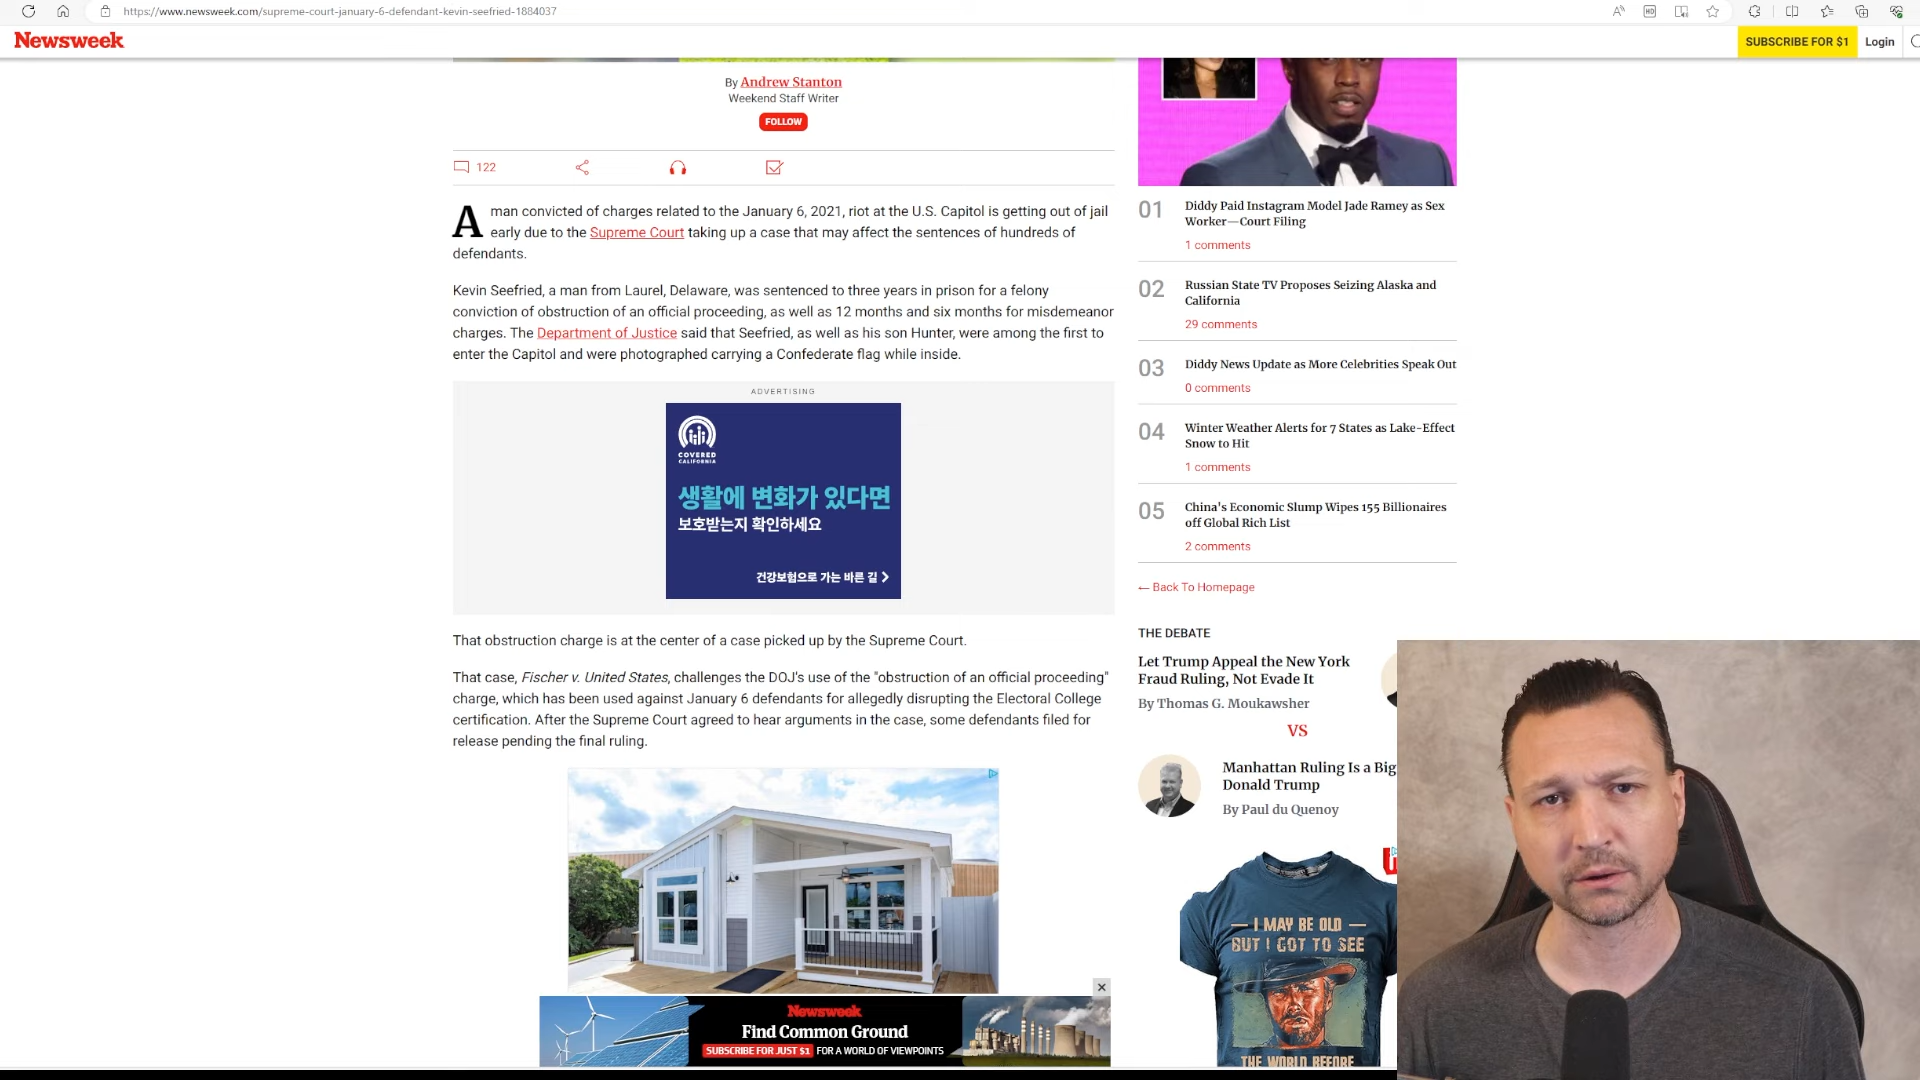 https://www.newsweek.com/supreme-court-january-6-defendant-kevin-seefried-1884037
Newsweek
SUBSCRIBE FOR $1
Login
By Andrew Stanton
Weekend Staff Writer
FOLLOW
122
A man convicted of charges related to the January 6, 2021, riot at the U.S. Capitol is getting out of jail
early due to the Supreme Court taking up a case that may affect the sentences of hundreds of
defendants.
Kevin Seefried, a man from Laurel, Delaware, was sentenced to three years in prison for a felony
conviction of obstruction of an official proceeding, as well as 12 months and six months for misdemeanor
charges. The Department of Justice said that Seefried, as well as his son Hunter, were among the first to
enter the Capitol and were photographed carrying a Confederate flag while inside.
ADVERTISING
COVERED
CALIFORNIA
생활에 변화가 있다면
보호받는지 확인하세요
건강보험으로 가는 바른 길
That obstruction charge is at the center of a case picked up by the Supreme Court.
That case, Fischer v. United States, challenges the DOJ's use of the "obstruction of an official proceeding"
charge, which has been used against January 6 defendants for allegedly disrupting the Electoral College
certification. After the Supreme Court agreed to hear arguments in the case, some defendants filed for
release pending the final ruling.
Newsweek
Find Common Ground
SUBSCRIBE FOR JUST $1 FOR A WORLD OF VIEWPOINTS
01
Diddy Paid Instagram Model Jade Ramey as Sex
Worker—Court Filing
1 comments
02
Russian State TV Proposes Seizing Alaska and
California
29 comments
03
Diddy News Update as More Celebrities Speak Out
0 comments
04
Winter Weather Alerts for 7 States as Lake-Effect
Snow to Hit
1 comments
05
China's Economic Slump Wipes 155 Billionaires
off Global Rich List
2 comments
← Back To Homepage
THE DEBATE
Let Trump Appeal the New York
Fraud Ruling, Not Evade It
By Thomas G. Moukawsher
VS
Manhattan Ruling Is a Big
Donald Trump
By Paul du Quenoy
— I MAY BE OLD —
BUT I GOT TO SEE
THE WORLD BEFORE